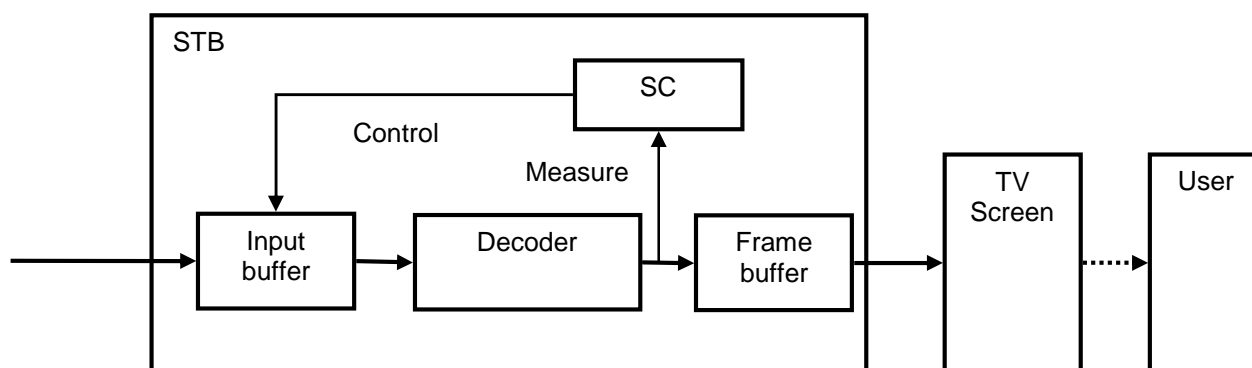 STB
SC
Control
Measure
TV
Screen
User
Input
buffer
Decoder
Frame
buffer